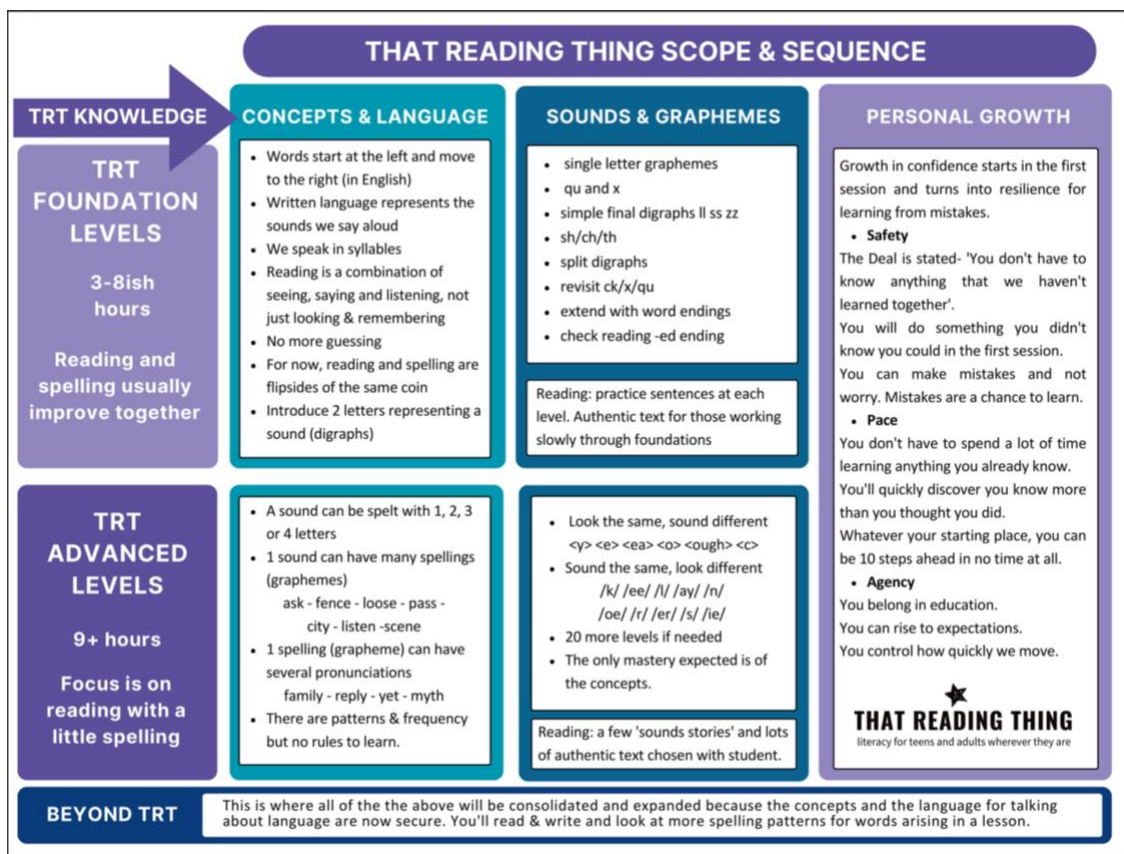 THAT READING THING SCOPE & SEQUENCE
TRT KNOWLEDGE
CONCEPTS & LANGUAGE
SOUNDS & GRAPHEMES
PERSONAL GROWTH
TRT
FOUNDATION
LEVELS
3-8ish
hours
Reading and
spelling usually
improve together
• Words start at the left and move
to the right (in English)
• Written language represents the
sounds we say aloud
• We speak in syllables
• Reading is a combination of
seeing, saying and listening, not
just looking & remembering
• No more guessing
• For now, reading and spelling are
flipsides of the same coin
• Introduce 2 letters representing a
sound (digraphs)
• single letter graphemes
• qu and x
• simple final digraphs ll ss zz
• sh/ch/th
• split digraphs
• revisit ck/x/qu
• extend with word endings
• check reading -ed ending
Reading: practice sentences at each
level. Authentic text for those working
slowly through foundations
Growth in confidence starts in the first
session and turns into resilience for
learning from mistakes.
• Safety
The Deal is stated- 'You don't have to
know anything that we haven't
learned together'.
You will do something you didn't
know you could in the first session.
You can make mistakes and not
worry. Mistakes are a chance to learn.
• Pace
You don't have to spend a lot of time
learning anything you already know.
You'll quickly discover you know more
than you thought you did.
Whatever your starting place, you can
be 10 steps ahead in no time at all.
• Agency
You belong in education.
You can rise to expectations.
You control how quickly we move.
THAT READING THING
literacy for teens and adults wherever they are
TRT
ADVANCED
LEVELS
9+ hours
Focus is on
reading with a
little spelling
• A sound can be spelt with 1, 2, 3
or 4 letters
• 1 sound can have many spellings
(graphemes)
ask - fence - loose - pass -
city - listen -scene
• 1 spelling (grapheme) can have
several pronunciations
family - reply - yet - myth
• There are patterns & frequency
but no rules to learn.
• Look the same, sound different
<y> <e> <ea> <o> <ough> <c>
• Sound the same, look different
/k/ /ee/ /l/ /ay/ /n/
/oe/ /r/ /er/ /s/ /ie/
• 20 more levels if needed
• The only mastery expected is of
the concepts.
Reading: a few 'sounds stories' and lots
of authentic text chosen with student.
BEYOND TRT
This is where all of the the above will be consolidated and expanded because the concepts and the language for talking
about language are now secure. You'll read & write and look at more spelling patterns for words arising in a lesson.